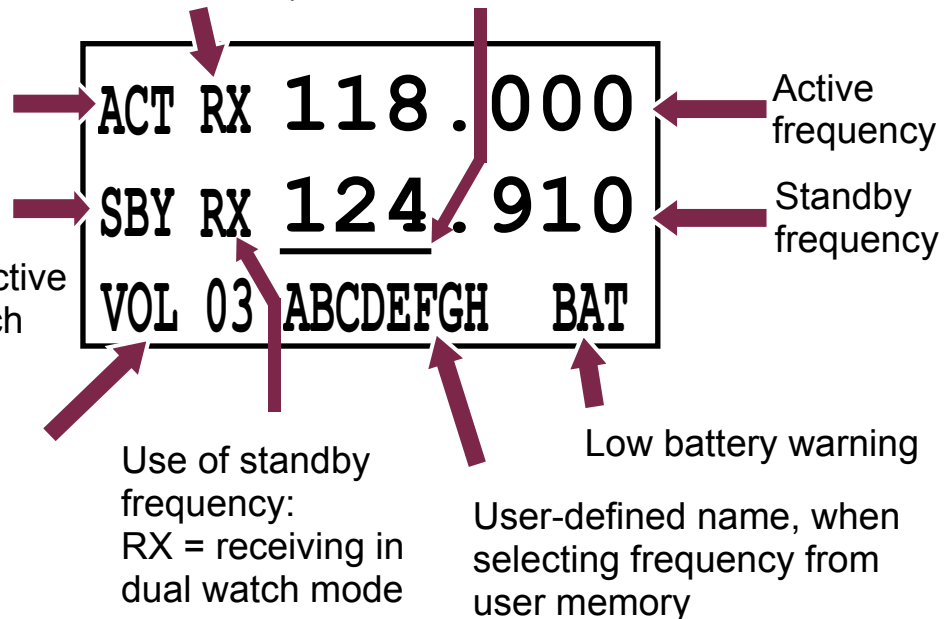 ACT RX 118.000
Active
frequency
SBY RX 124.910
Standby
frequency
VOL 03 ABCDEFGH BAT
Use of standby
frequency:
RX = receiving in
dual watch mode
Low battery warning
User-defined name, when
selecting frequency from
user memory